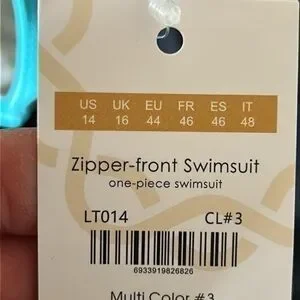 US UK EU FR ES IT
14 16 44 46 46 48
Zipper-front Swimsuit
one-piece swimsuit
LT014 CL#3
6933919826826
Multi Color #3